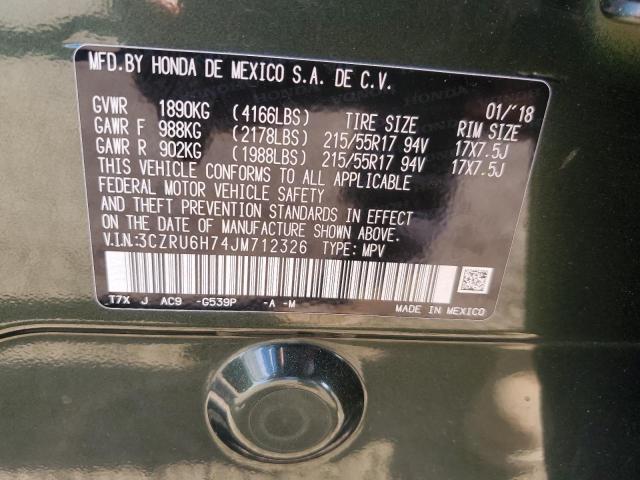 MFD.BY HONDA DE MEXICO S.A. DE C.V.
01/'18
GVWR 1890KG (4166LBS) TIRE SIZE RIM SIZE
GAWR F 988KG (2178LBS) 215/55R17 94V 17X7.5J
GAWR R 902KG (1988LBS) 215/55R17 94V 17X7.5J
THIS VEHICLE CONFORMS TO ALL APPLICABLE
FEDERAL MOTOR VEHICLE SAFETY
AND THEFT PREVENTION STANDARDS IN EFFECT
ON THE DATE OF MANUFACTURE SHOWN ABOVE.
V.I.N:3CZRU6H74JM712326 TYPE: MPV
T7X J AC9 -G539P -A -M
MADE IN MEXICO